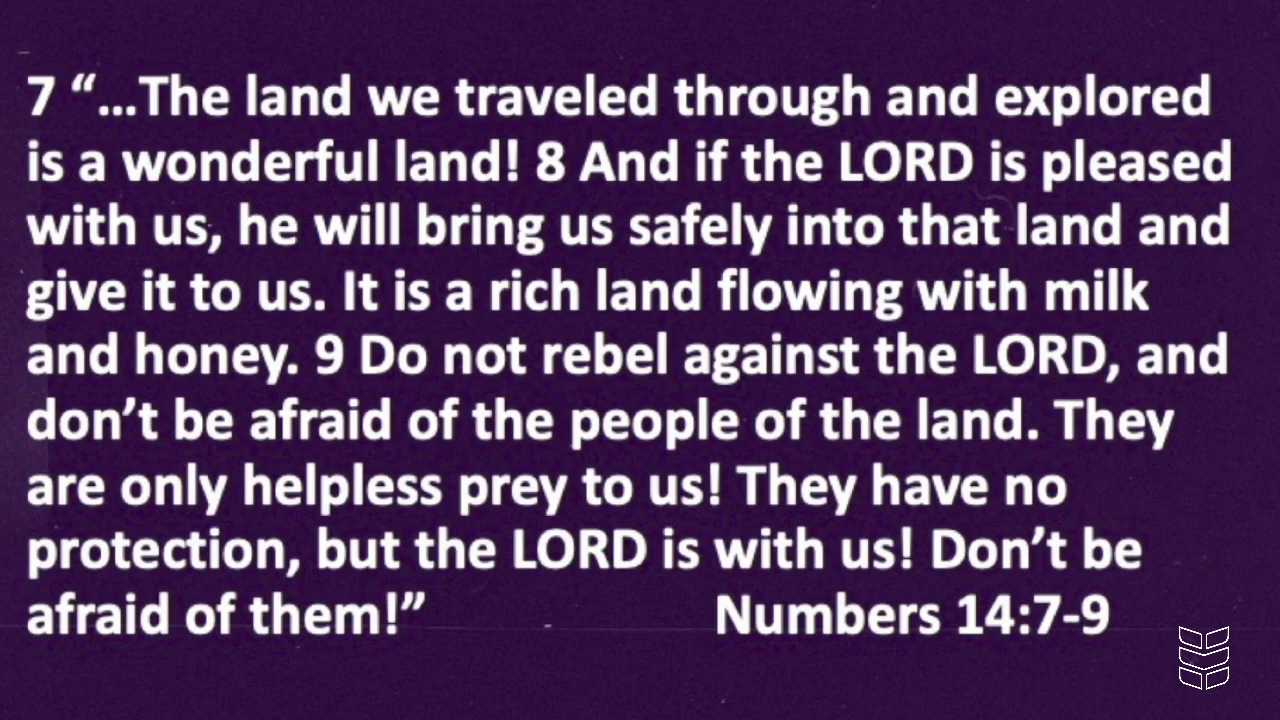 7 “…The land we traveled through and explored
is a wonderful land! 8 And if the LORD is pleased
with us, he will bring us safely into that land and
give it to us. It is a rich land flowing with milk
and honey. 9 Do not rebel against the LORD, and
don’t be afraid of the people of the land. They
are only helpless prey to us! They have no
protection, but the LORD is with us! Don’t be
afraid of them!” Numbers 14:7-9